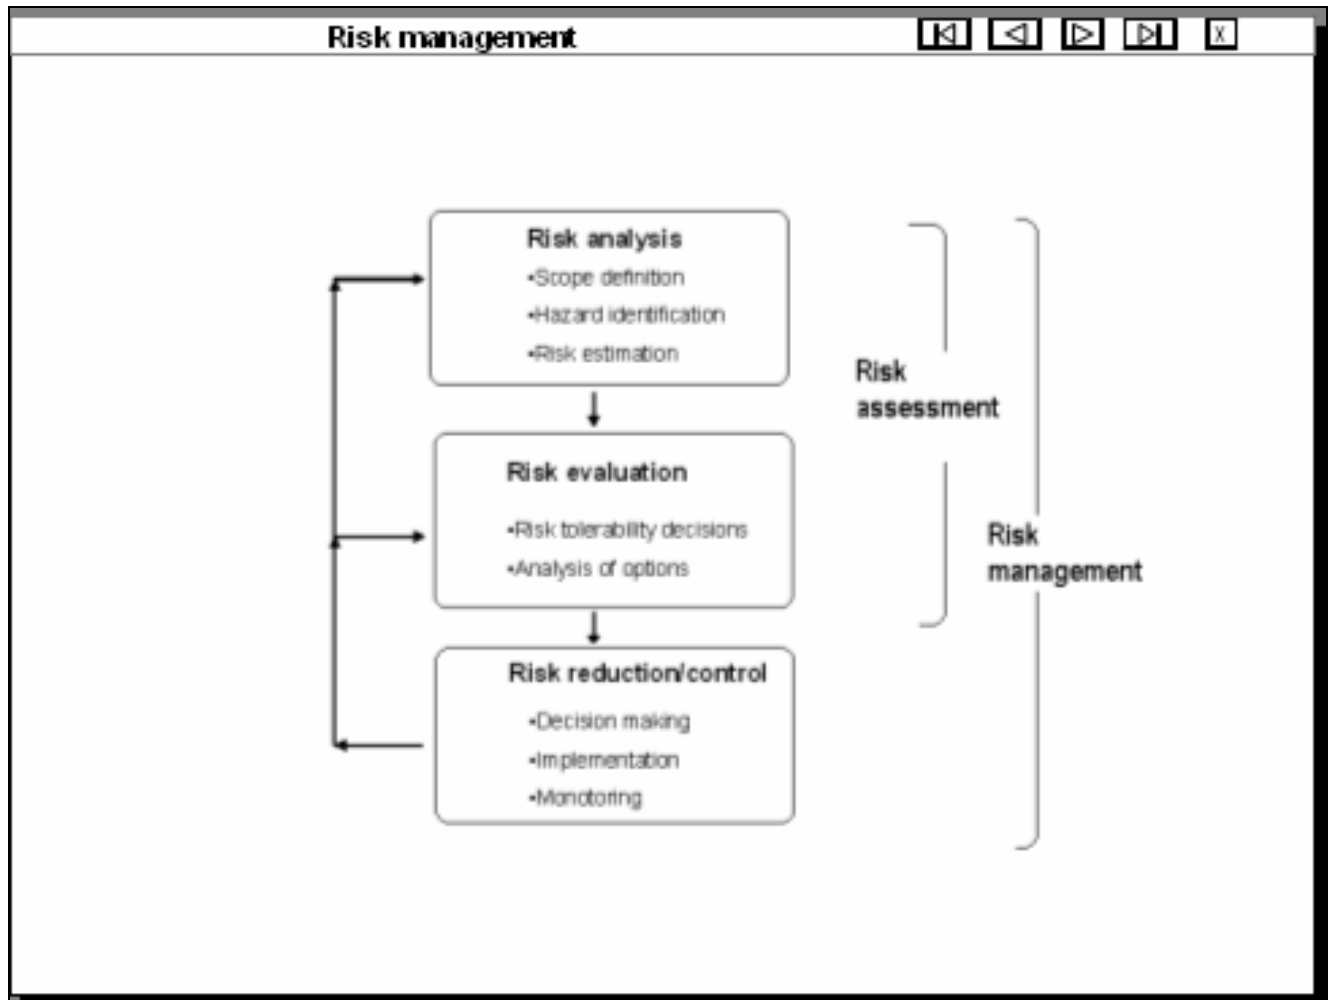 Risk management
X
Risk analysis
•Scope definition
•Hazard identification
•Risk estimation
Risk
assessment
Risk evaluation
•Risk tolerability decisions
•Analysis of options
Risk
management
Risk reduction/control
•Decision making
•Implementation
•Monotoring